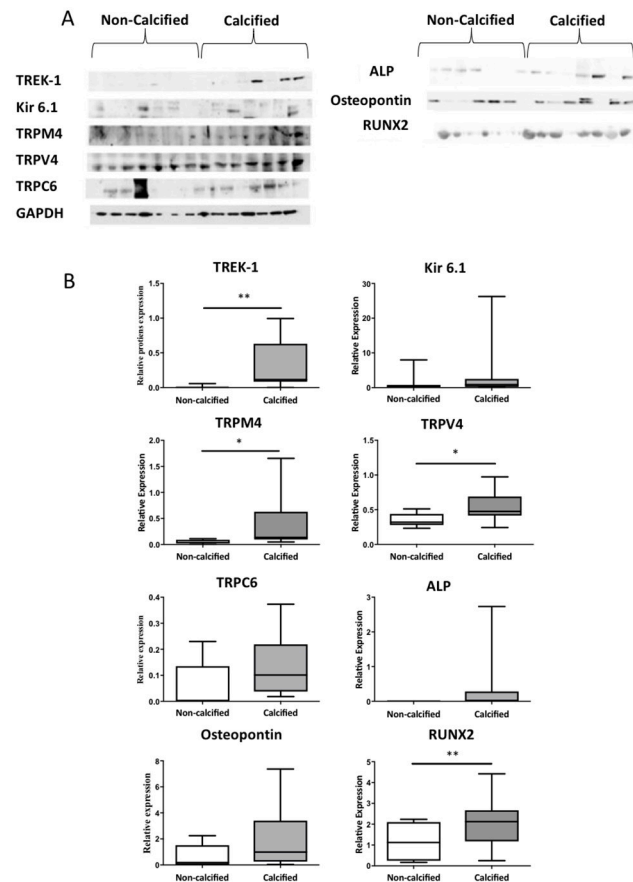 A
Non-Calcified Calcified
TREK-1
Kir 6.1
TRPM4
TRPV4
TRPC6
GAPDH
Non-Calcified Calcified
ALP
Osteopontin
RUNX2
B
TREK-1
Relative protiens expression
1.5
1.0
0.5
0.0
**
Non-calcified Calcified
Kir 6.1
Relative Expression
30
20
10
0
Non-calcified Calcified
TRPM4
Relative Expression
2.0
1.5
1.0
0.5
0.0
*
Non-calcified Calcified
TRPV4
Relative Expression
1.5
1.0
0.5
0.0
*
Non-calcified Calcified
TRPC6
Relative expression
0.4
0.3
0.2
0.1
0.0
Non-calcified Calcified
ALP
Relative Expression
3
2
1
0
Non-calcified Calcified
Osteopontin
Relative expression
8
6
4
2
0
Non-calcified Calcified
RUNX2
Relative Expression
5
4
3
2
1
0
**
Non-calcified Calcified